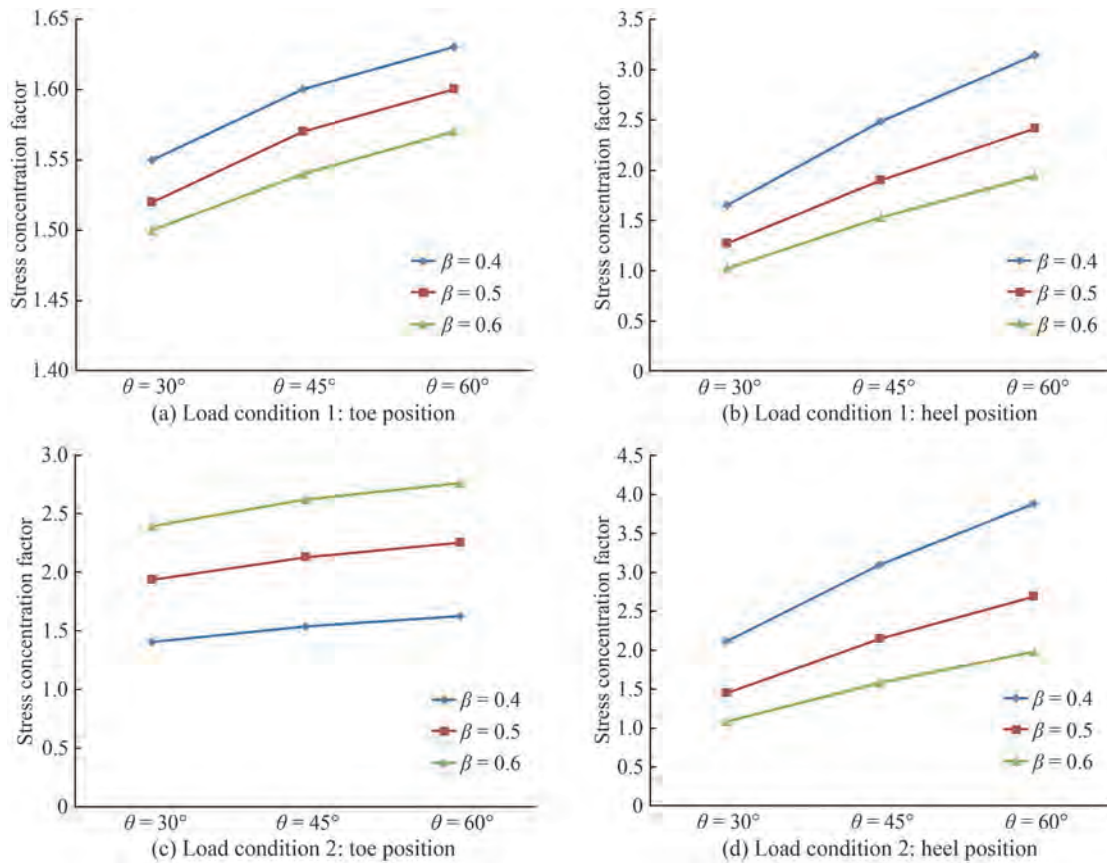 Stress concentration factor
1.65
1.60
1.55
1.50
1.45
1.40
β = 0.4
β = 0.5
β = 0.6
θ = 30° θ = 45° θ = 60°
(a) Load condition 1: toe position
Stress concentration factor
3.5
3.0
2.5
2.0
1.5
1.0
0.5
0
β = 0.4
β = 0.5
β = 0.6
θ = 30° θ = 45° θ = 60°
(b) Load condition 1: heel position
Stress concentration factor
3.0
2.5
2.0
1.5
1.0
0.5
0
β = 0.4
β = 0.5
β = 0.6
θ = 30° θ = 45° θ = 60°
(c) Load condition 2: toe position
Stress concentration factor
4.5
4.0
3.5
3.0
2.5
2.0
1.5
1.0
0.5
0
β = 0.4
β = 0.5
β = 0.6
θ = 30° θ = 45° θ = 60°
(d) Load condition 2: heel position